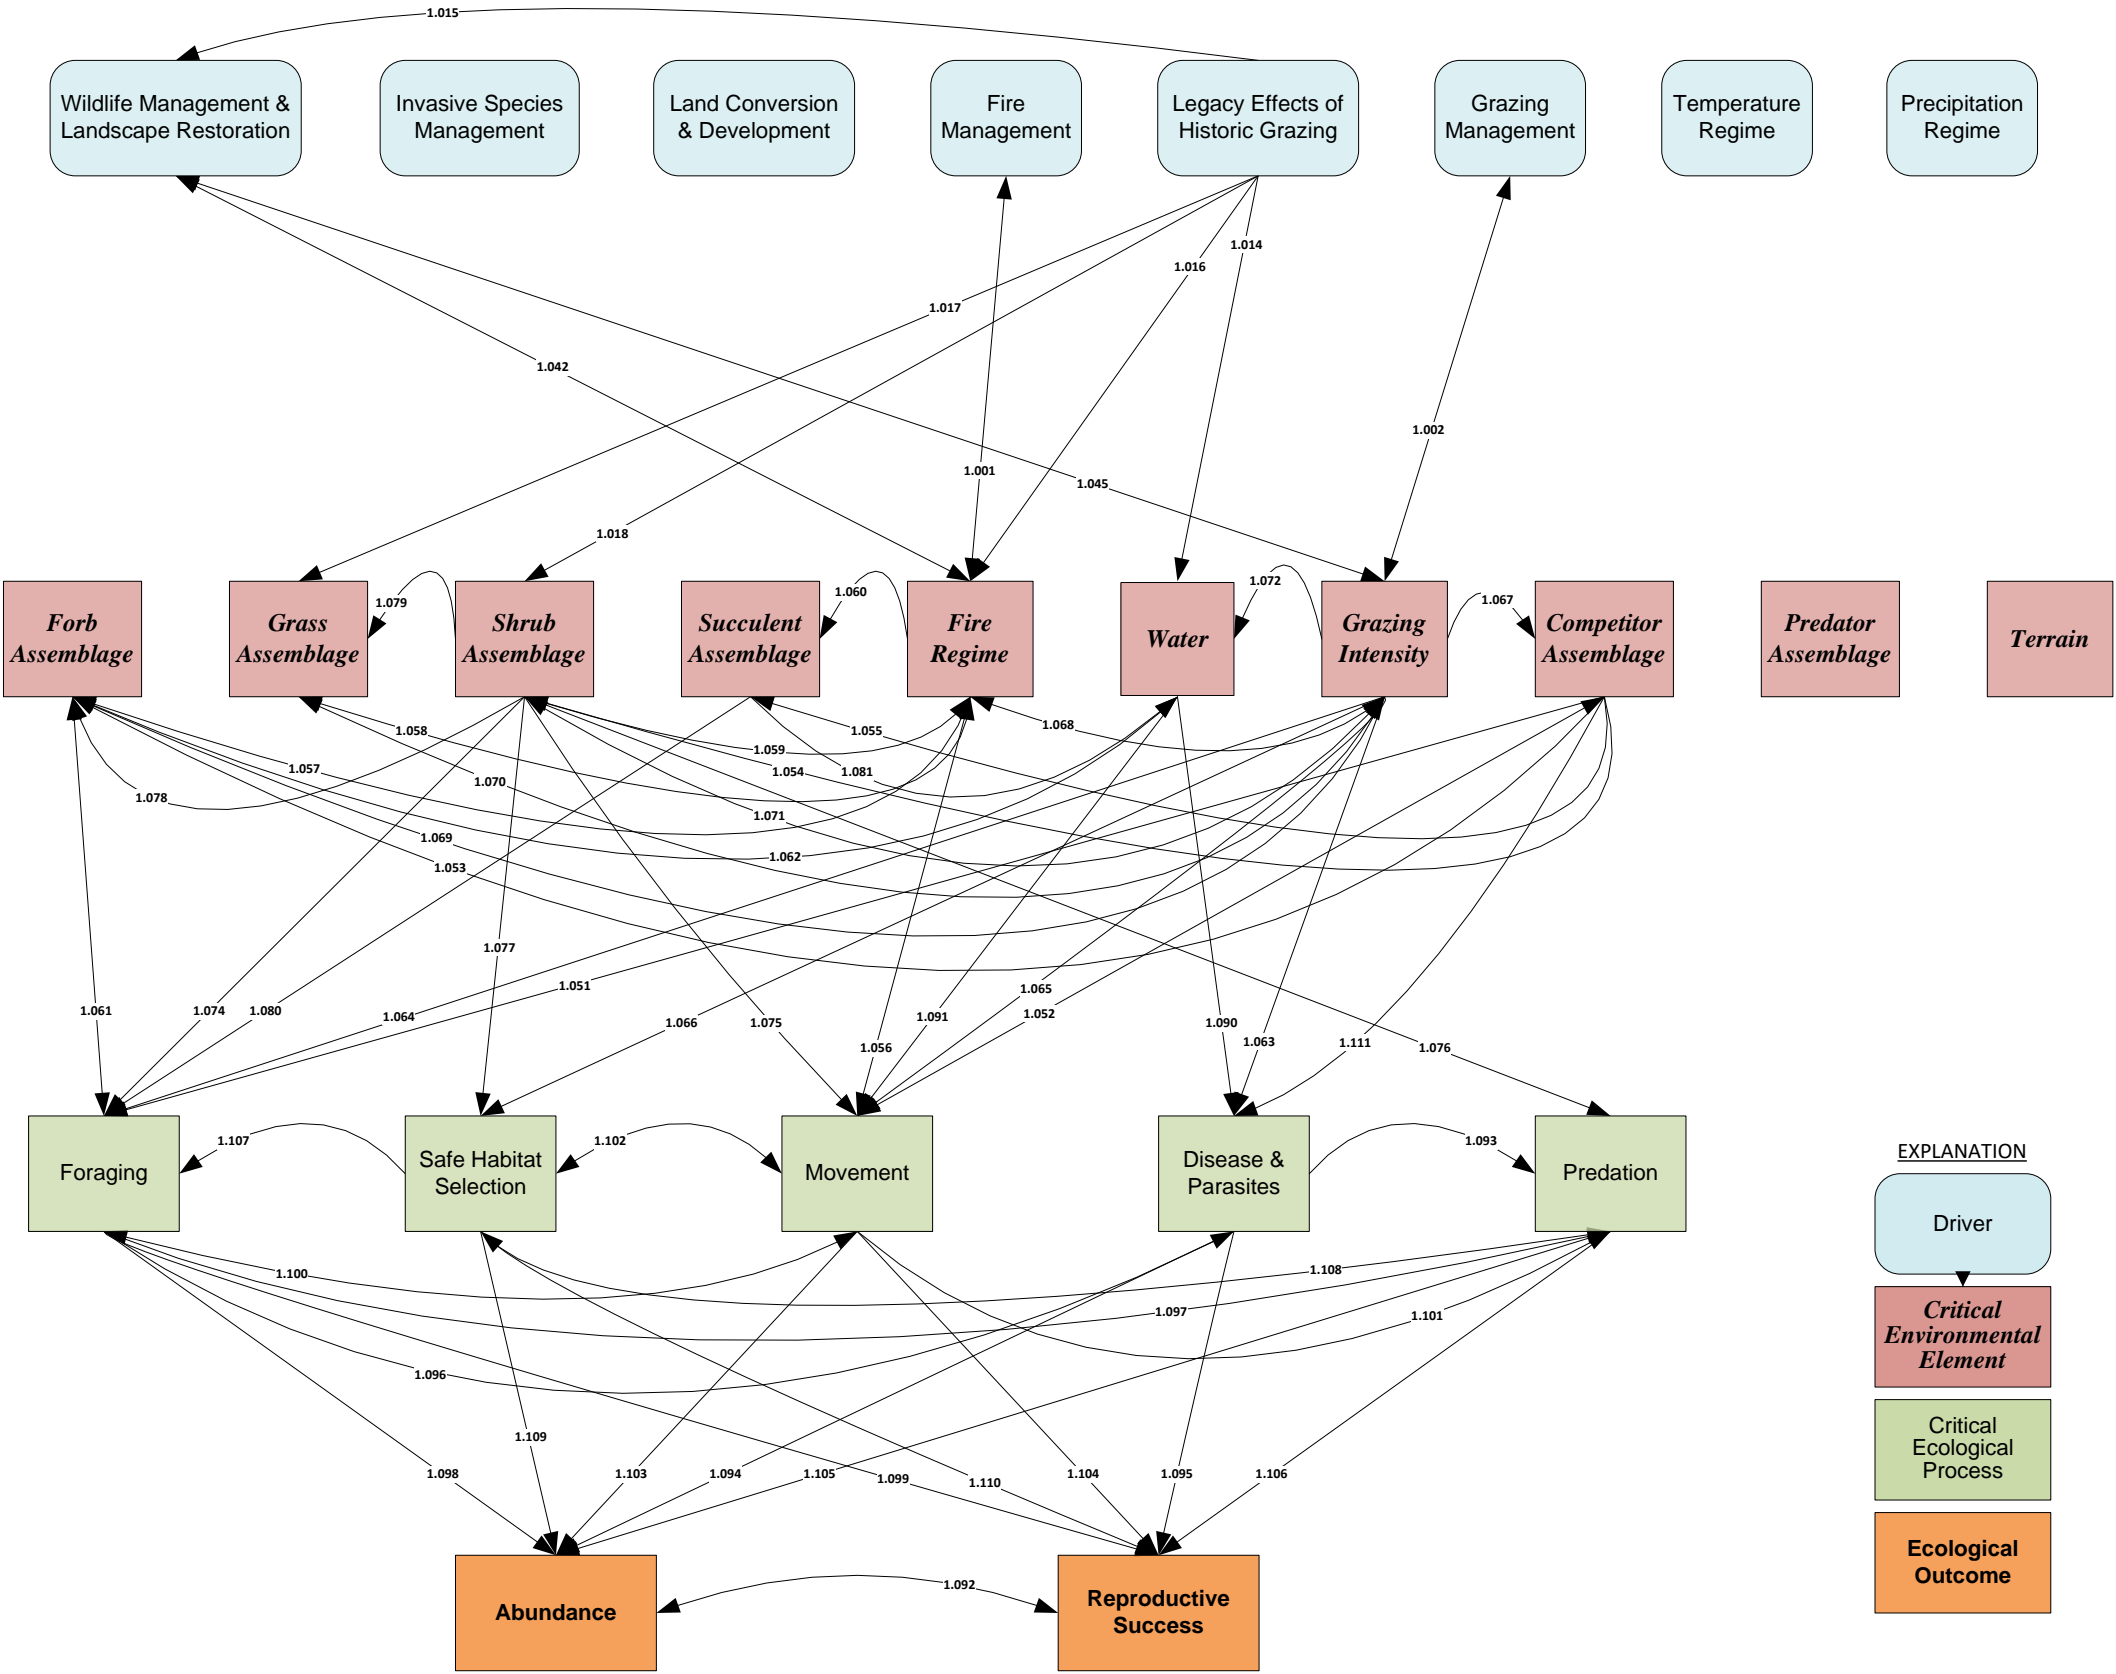 1.015
Wildlife Management &
Landscape Restoration
Invasive Species
Management
Land Conversion
& Development
Fire
Management
Legacy Effects of
Historic Grazing
Grazing
Management
Temperature
Regime
Precipitation
Regime
1.014
1.016
1.017
1.042
1.002
1.001
1.045
1.018
1.072
1.060
1.067
1.079
Forb
Assemblage
Grass
Assemblage
Shrub
Assemblage
Succulent
Assemblage
Fire
Regime
Water
Grazing
Intensity
Competitor
Assemblage
Predator
Assemblage
Terrain
1.068
1.058
1.055
1.059
1.057
1.054
1.081
1.070
1.078
1.071
1.069
1.062
1.053
1.077
1.051
1.065
1.061
1.074
1.080
1.064
1.066
1.075
1.091
1.052
1.090
1.063
1.111
1.056
1.076
1.107
1.102
1.093
Foraging
Safe Habitat
Selection
Movement
Disease &
Parasites
Predation
1.100
1.108
1.097
1.101
1.096
1.109
1.098
1.103
1.094
1.105
1.099
1.110
1.104
1.095
1.106
1.092
Abundance
Reproductive
Success
EXPLANATION
Driver
Critical
Environmental
Element
Critical
Ecological
Process
Ecological
Outcome